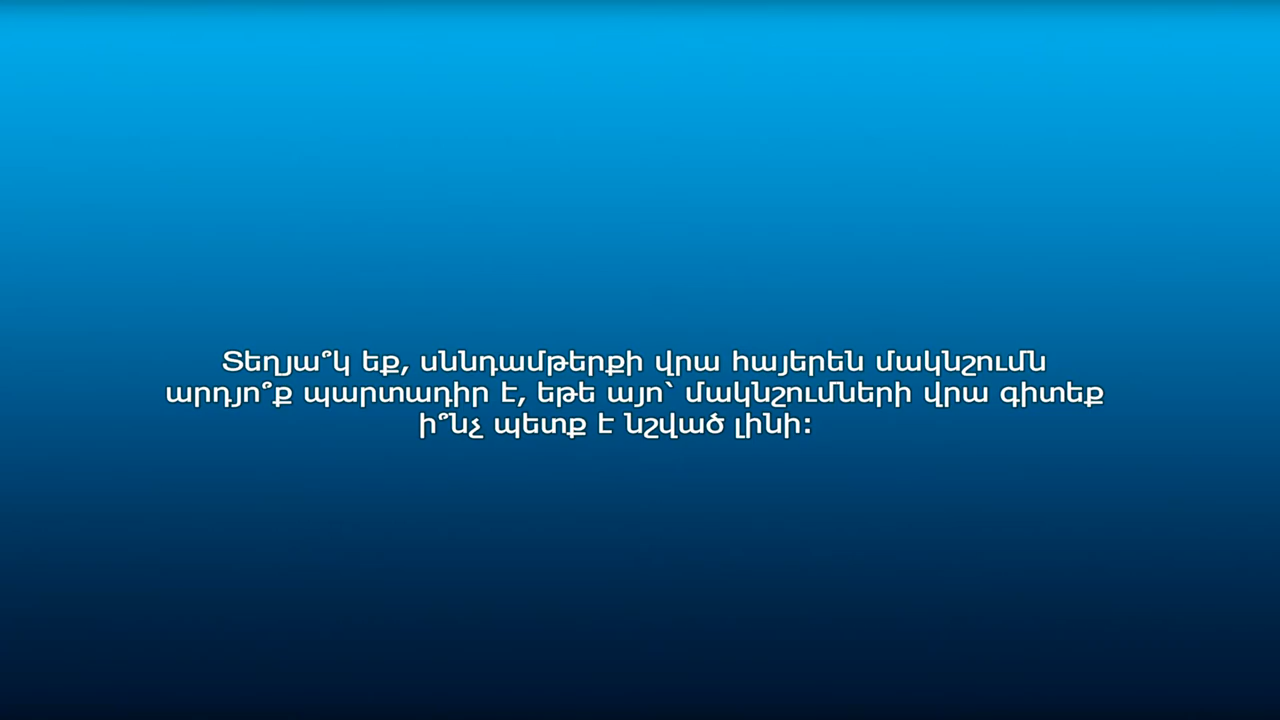 Տեղյա՞կ եք, սննդամթերքի վրա հայերեն մակնշումն
արդյո՞ք պարտադիր է, եթե այո՝ մակնշումների վրա գիտեք
ի՞նչ պետք է նշված լինի: